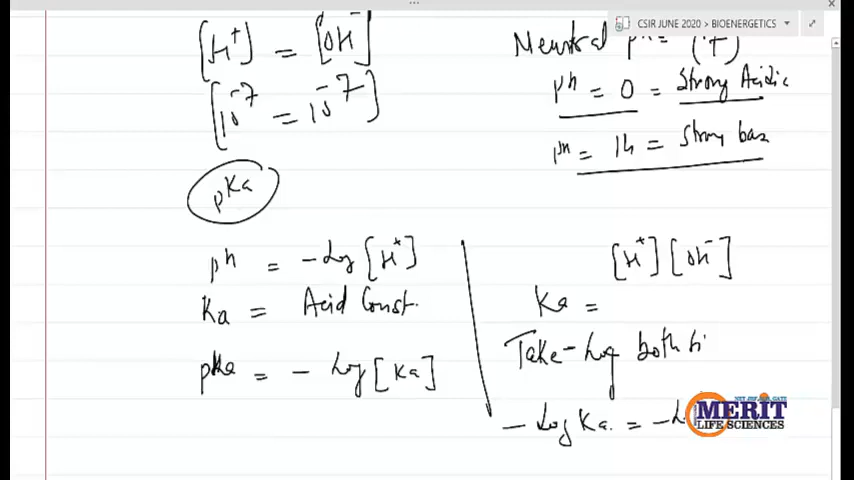 CSIR JUNE 2020 > BIOENERGETICS
[H⁺] = [OH⁻]
[10⁻⁷ = 10⁻⁷]
Neutral pH = (7)
pH = 0 = Strong Acidic
pH = 14 = Strong base
pKa
pH = -Log [H⁺]
Ka = Acid Const.
pKa = - Log [Ka]
[H⁺] [OH⁻]
Ka =
Take - Log both
- Log Ka. = -L
MERIT
LIFE SCIENCES